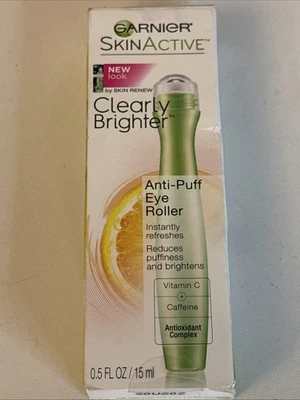 GARNIER
SKINACTIVE™
NEW
look
by SKIN RENEW
Clearly
Brighter™
Anti-Puff
Eye
Roller
Instantly
refreshes
Reduces
puffiness
and brightens
Vitamin C
+
Caffeine
Antioxidant
Complex
0.5 FL OZ / 15 ml